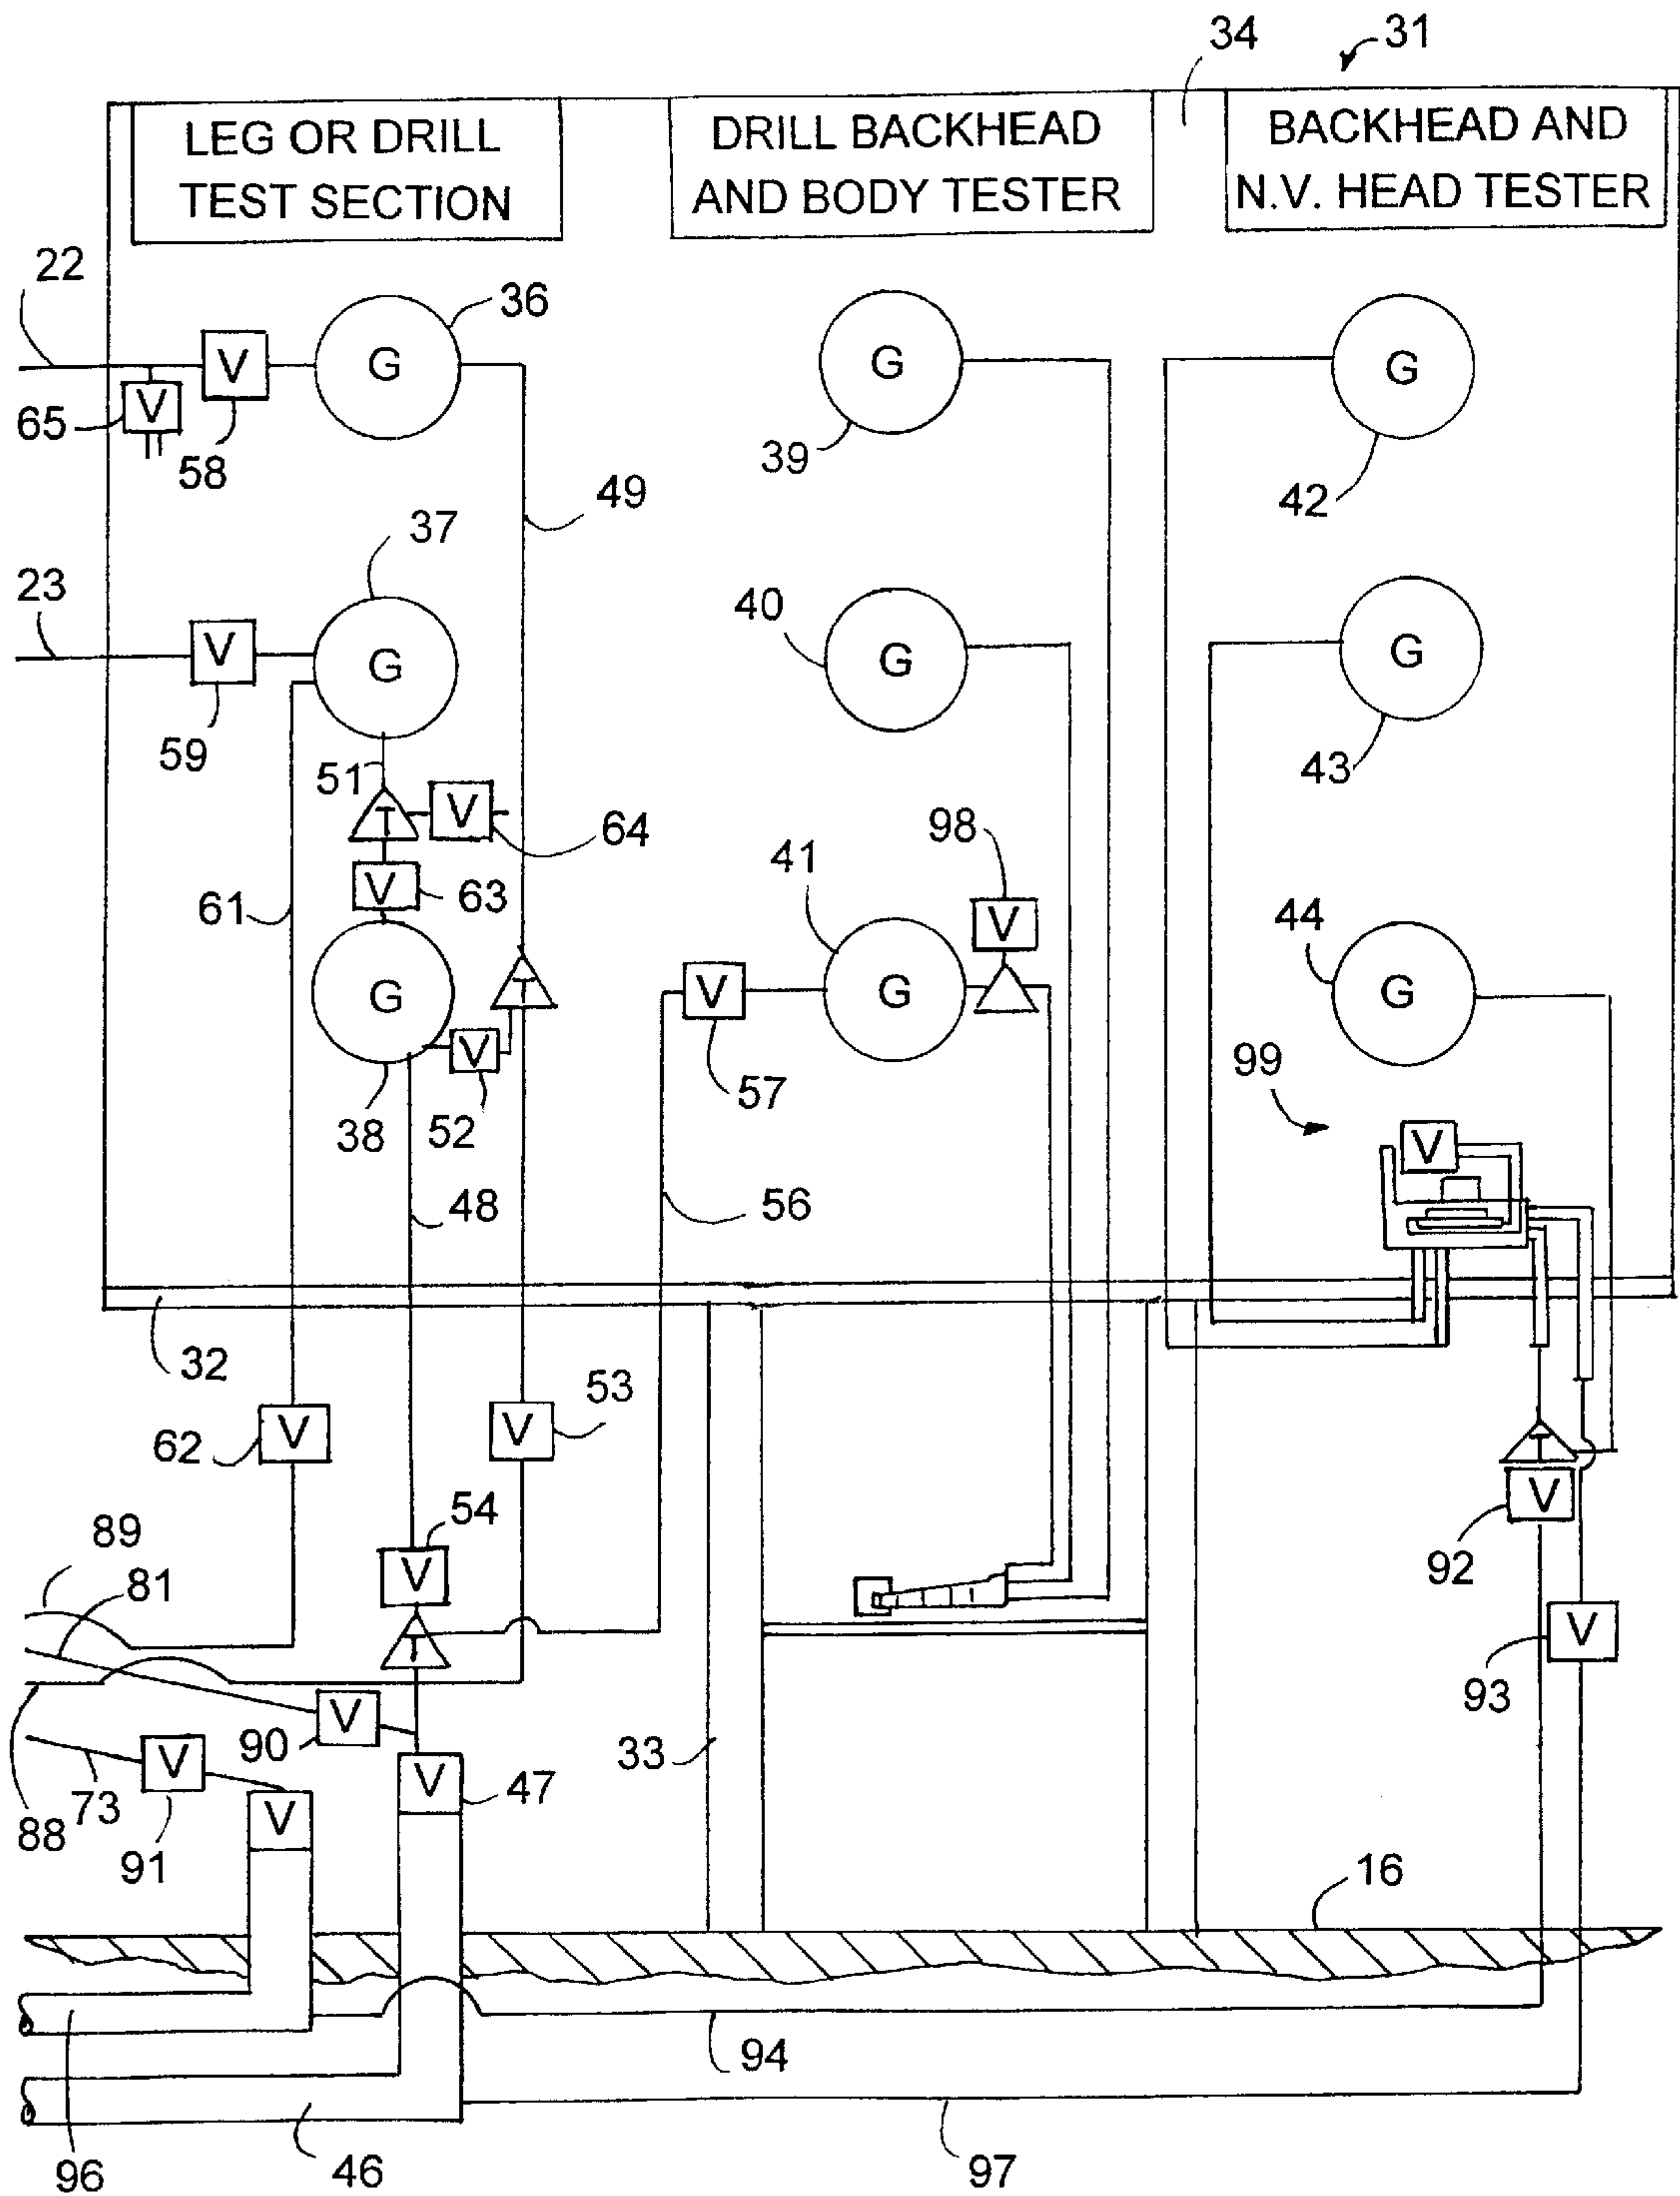 34
31
LEG OR DRILL
TEST SECTION
DRILL BACKHEAD
AND BODY TESTER
BACKHEAD AND
N.V. HEAD TESTER
22
36
V
G
G
G
65
V
58
39
42
49
37
23
40
V
G
G
G
59
43
51
T
V
64
98
V
63
41
61
44
V
T
G
V
G
G
V
57
99
38
52
V
48
56
32
53
62
V
V
54
V
T
V
92
89
81
V
T
93
V
90
V
33
88
73
V
91
V
V
47
16
94
96
46
97